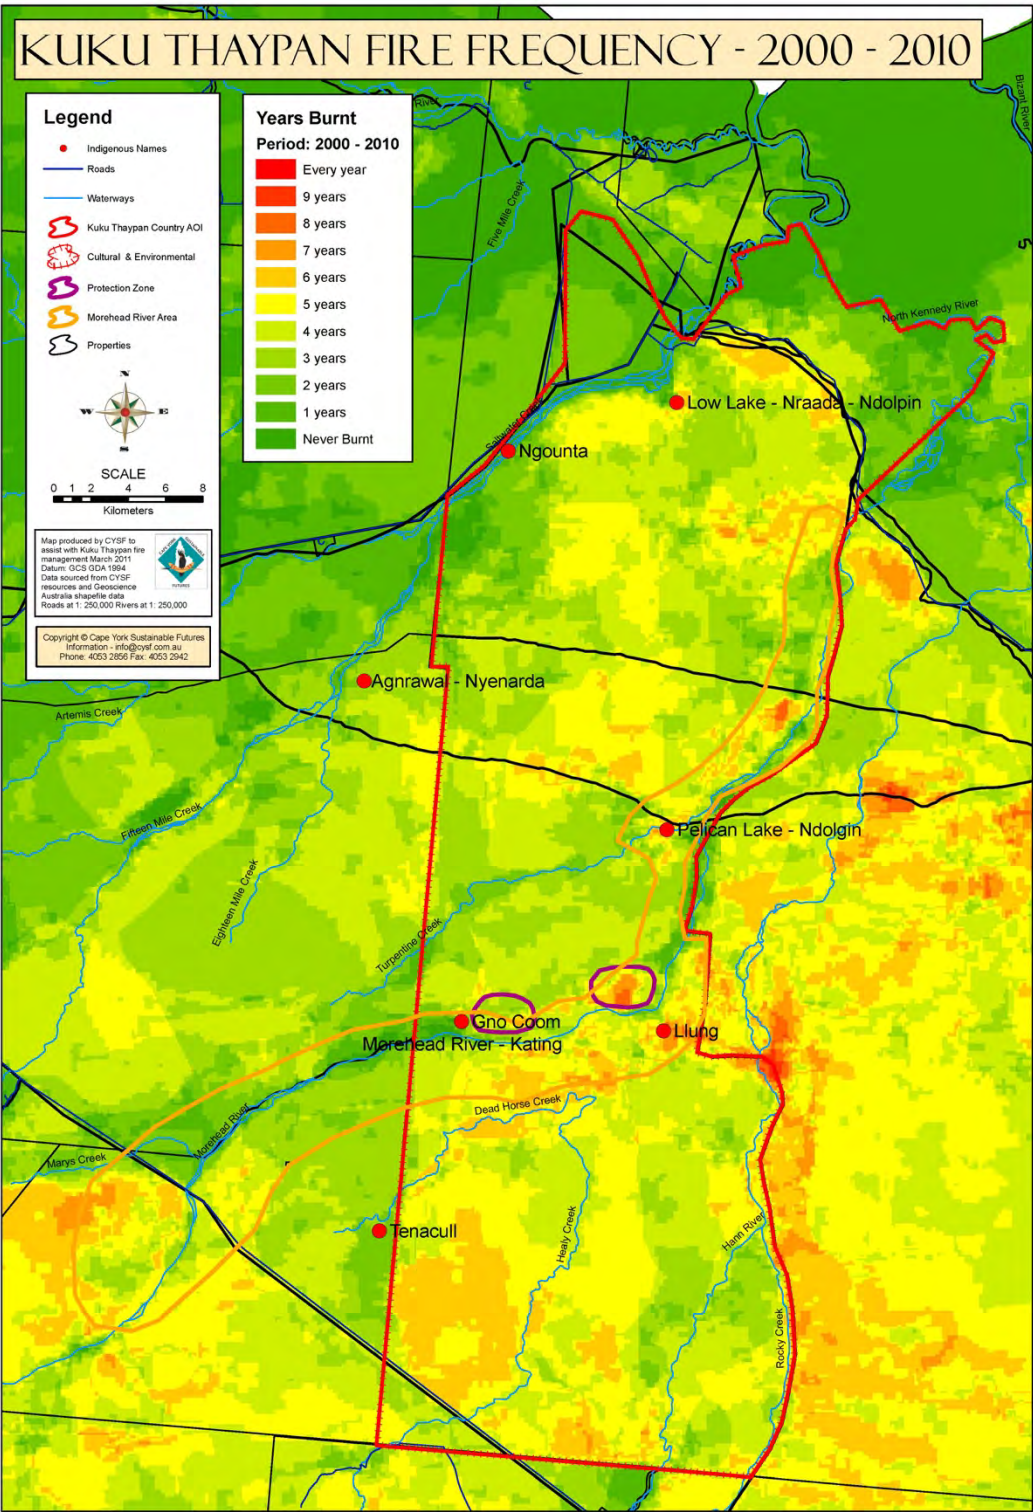 KUKU THAYPAN FIRE FREQUENCY - 2000 - 2010
Legend
Indigenous Names
Roads
Waterways
Kuku Thaypan Country AOI
Cultural & Environmental
Protection Zone
Morehead River Area
Properties
N
W
E
S
SCALE
0 1 2 4 6 8
Kilometers
Map produced by CYSF to
assist with Kuku Thaypan fire
management March 2011
Datum: GCS GDA 1994
Data sourced from CYSF
resources and Geoscience
Australia shapefile data
Roads at 1: 250,000 Rivers at 1: 250,000
CAPE YORK SUSTAINABLE
FUTURES
Copyright © Cape York Sustainable Futures
Information - info@cysf.com.au
Phone: 4053 2856 Fax: 4053 2942
Years Burnt
Period: 2000 - 2010
Every year
9 years
8 years
7 years
6 years
5 years
4 years
3 years
2 years
1 years
Never Burnt
River
Bizant River
Five Mile Creek
North Kennedy River
Low Lake - Nraada - Ndolpin
Saltwater Creek
Ngounta
Agnrawal - Nyenarda
Artemis Creek
Fifteen Mile Creek
Pelican Lake - Ndolgin
Eighteen Mile Creek
Turpentine Creek
Gno Coom
Llung
Morehead River - Kating
Dead Horse Creek
Morehead River
Marys Creek
Tenacull
Healy Creek
Hann River
Rocky Creek